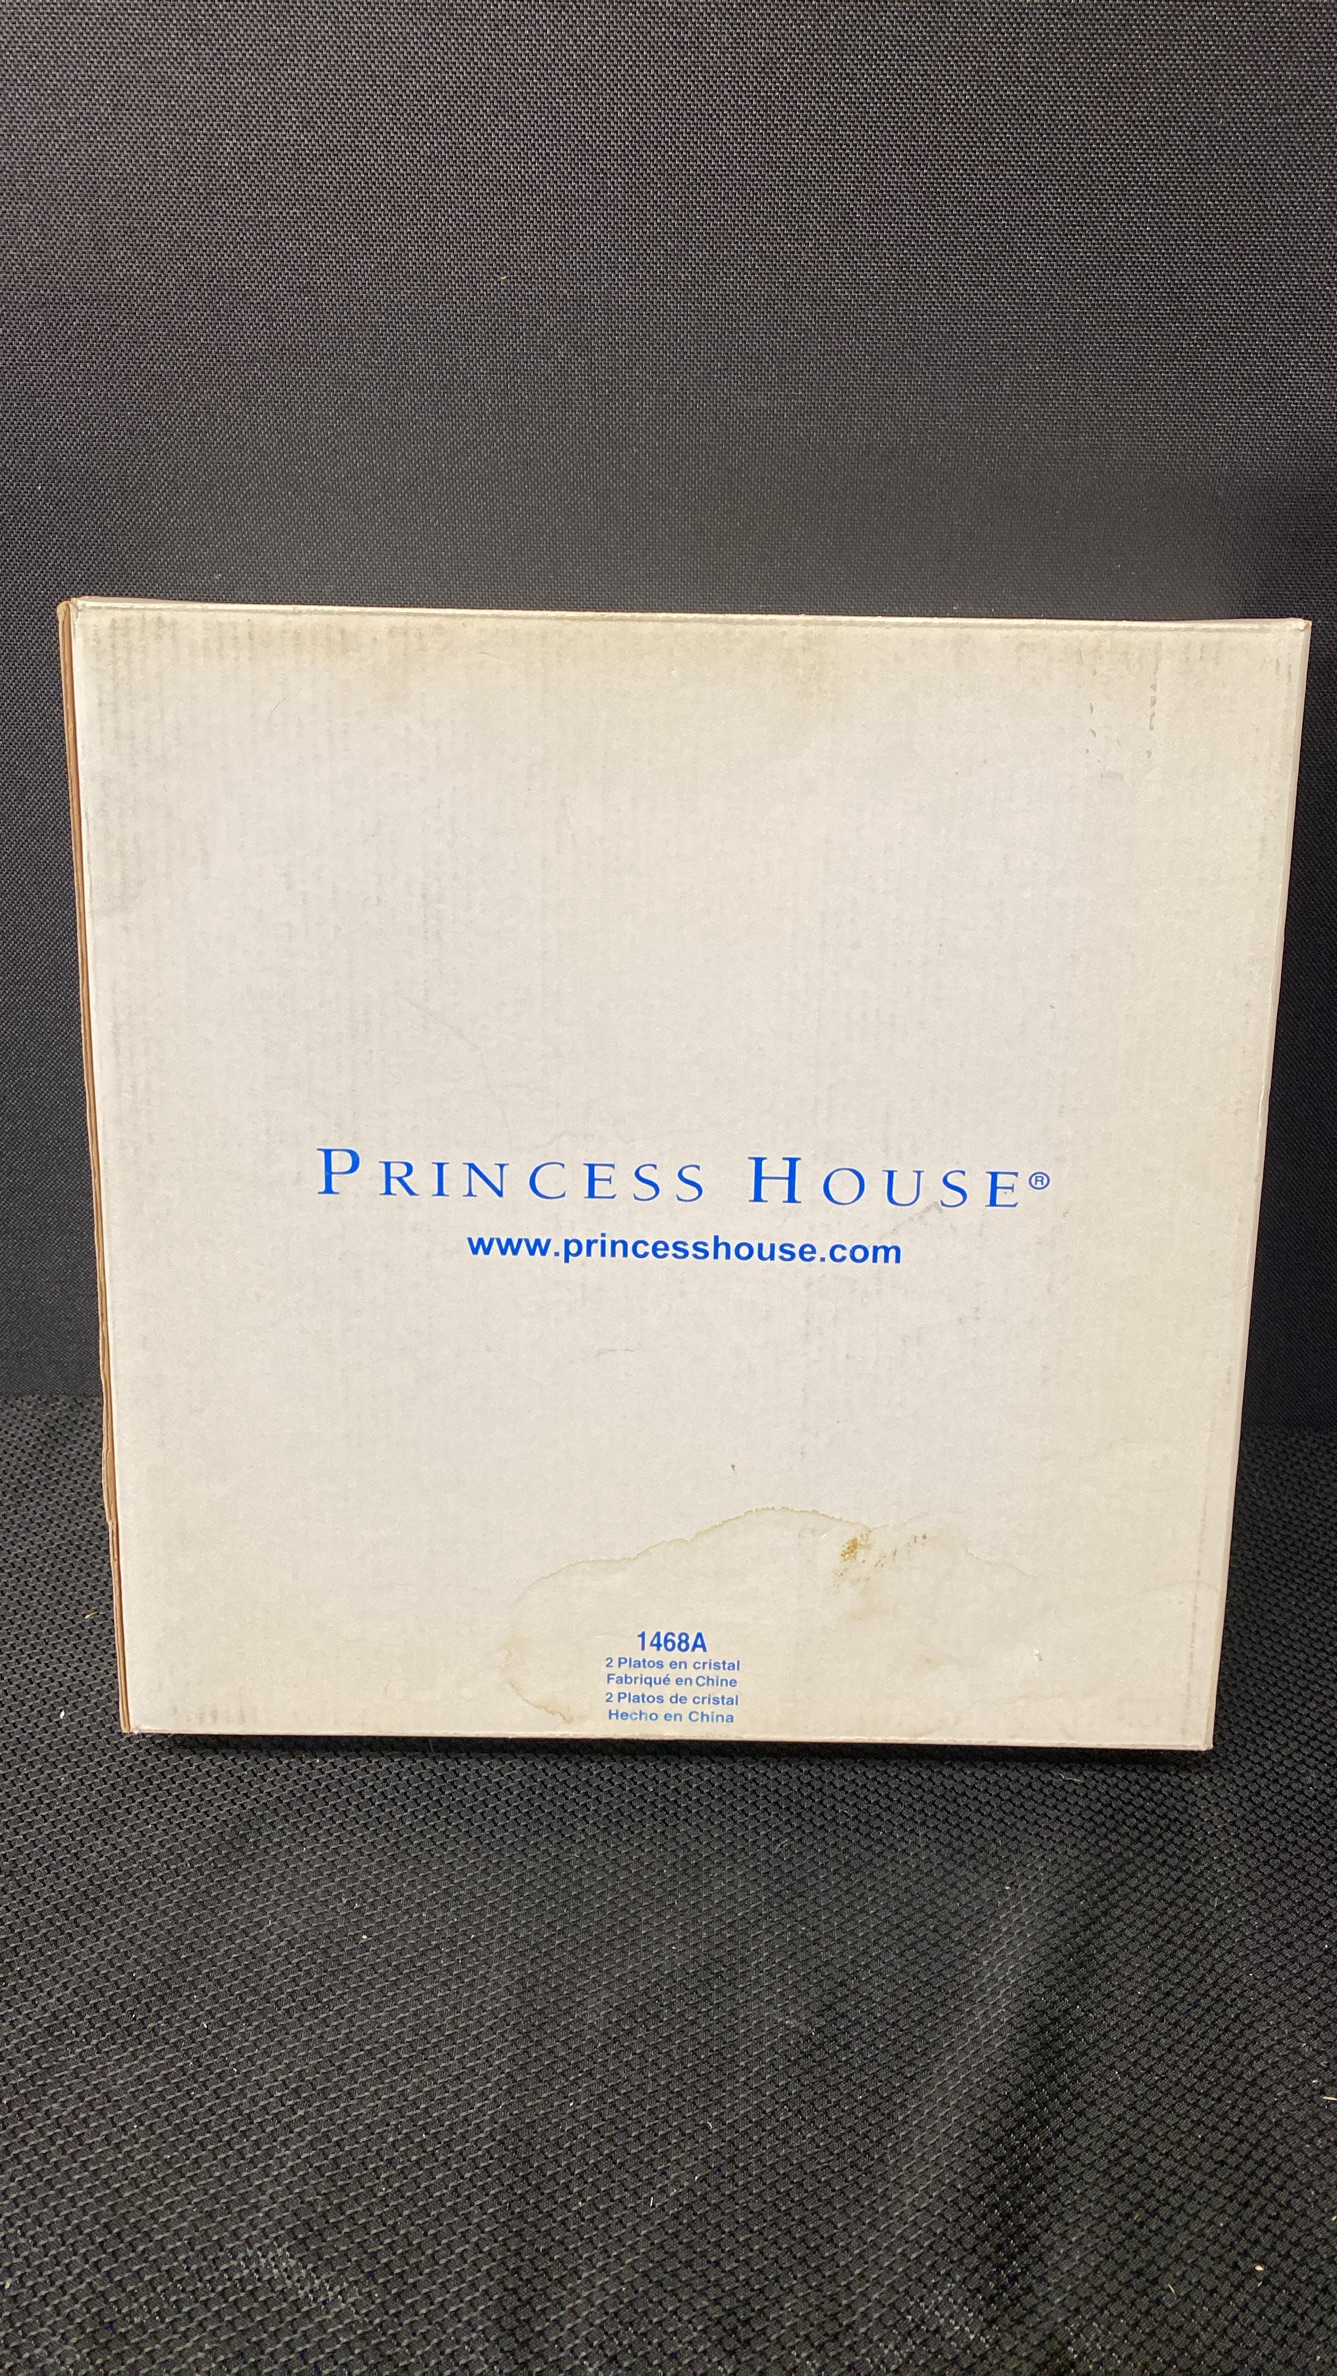 PRINCESS HOUSE®
www.princesshouse.com
1468A
2 Platos en cristal
Fabriqué en Chine
2 Platos de cristal
Hecho en China